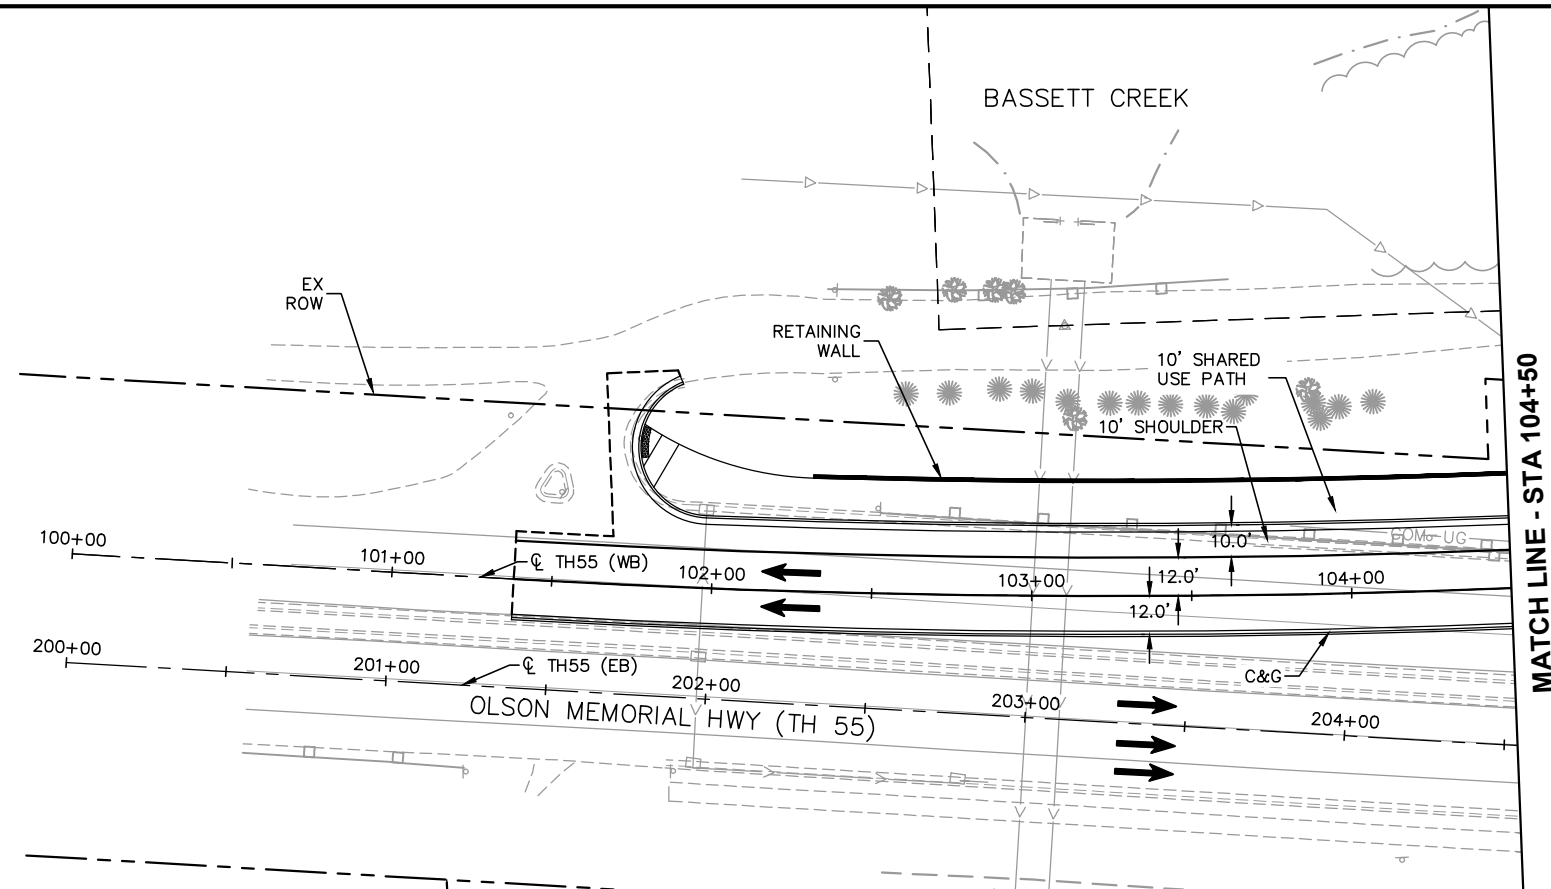 BASSETT CREEK
EX
ROW
RETAINING
WALL
10' SHARED
USE PATH
10' SHOULDER
MATCH LINE - STA 104+50
COM-UG
100+00
101+00
℄ TH55 (WB)
102+00
103+00
104+00
10.0'
12.0'
12.0'
200+00
201+00
℄ TH55 (EB)
202+00
203+00
204+00
C&G
OLSON MEMORIAL HWY (TH 55)